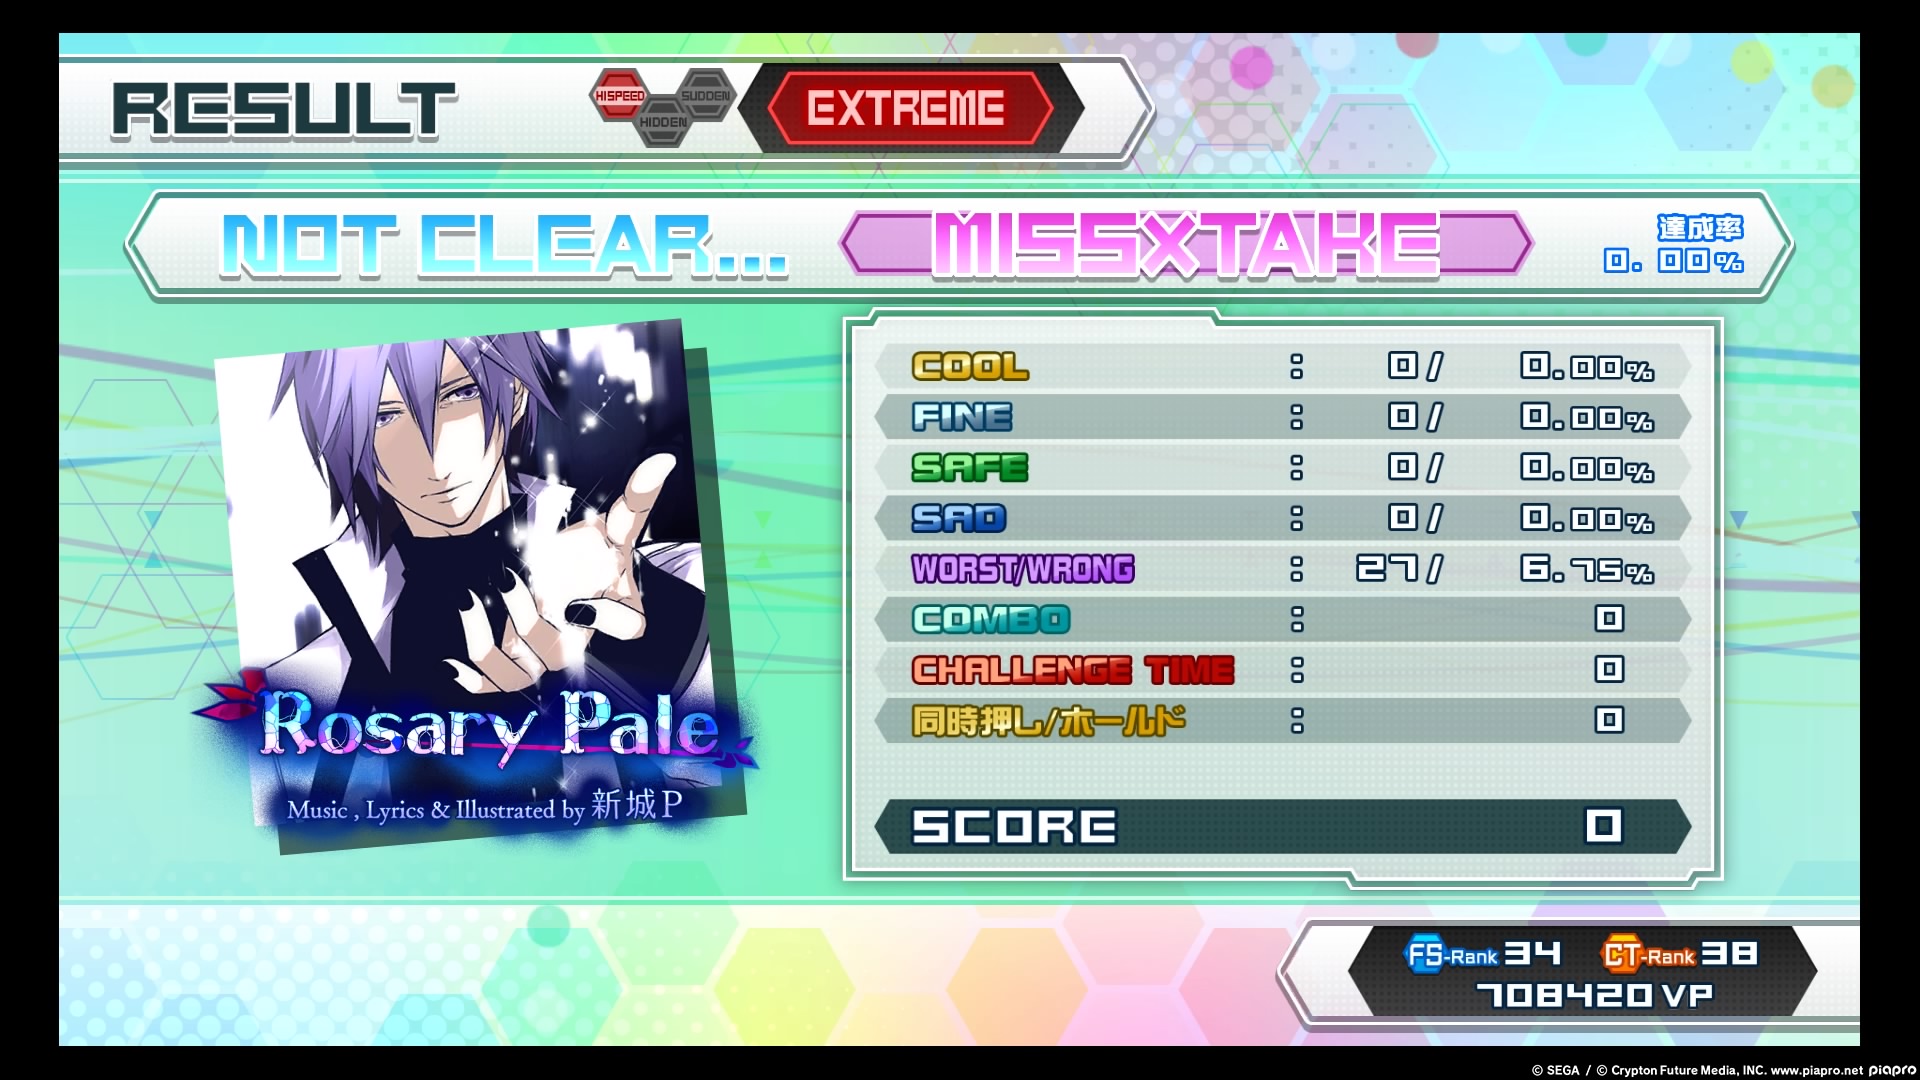 RESULT
HISPEED
HIDDEN
SUDDEN
EXTREME
NOT CLEAR...
MISS×TAKE
達成率
0.00%
COOL : 0/ 0.00%
FINE : 0/ 0.00%
SAFE : 0/ 0.00%
SAD : 0/ 0.00%
WORST/WRONG : 27/ 6.75%
COMBO : 0
CHALLENGE TIME : 0
同時押し/ホールド : 0
SCORE 0
Rosary Pale
Music , Lyrics & Illustrated by 新城P
FS-Rank 34 CT-Rank 38
708420 VP
© SEGA / © Crypton Future Media, INC. www.piapro.net piapro